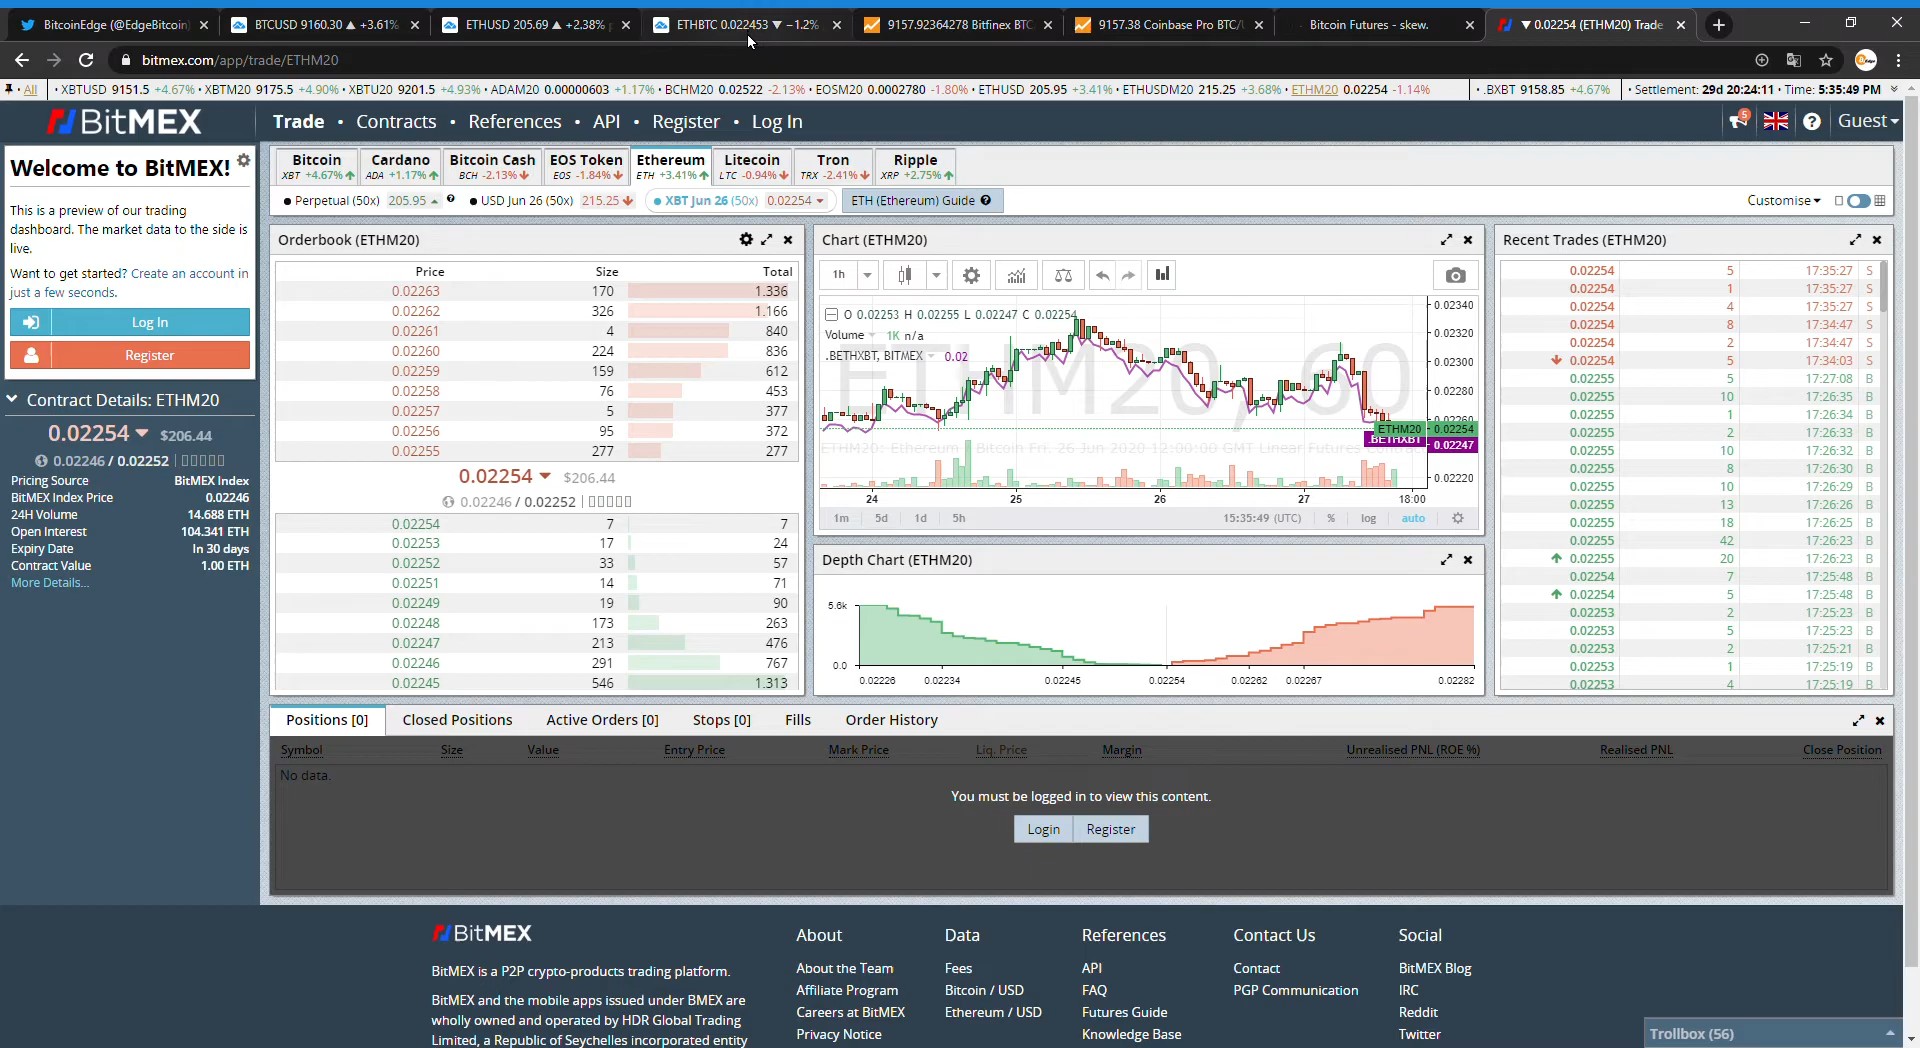 BitcoinEdge (@EdgeBitcoin) ×
BTCUSD 9160.30 ▲ +3.61% ×
ETHUSD 205.69 ▲ +2.38% ×
ETHBTC 0.022453 ▼ −1.2% ×
9157.92364278 Bitfinex BTC ×
9157.38 Coinbase Pro BTC/ ×
Bitcoin Futures - skew. ×
▼ 0.02254 (ETHM20) Trade ×
bitmex.com/app/trade/ETHM20
All
XBTUSD 9151.5 +4.67% • XBTM20 9175.5 +4.90% • XBTU20 9201.5 +4.93% • ADAM20 0.00000603 +1.17% • BCHM20 0.02522 -2.13% • EOSM20 0.0002780 -1.80% • ETHUSD 205.95 +3.41% • ETHUSDM20 215.25 +3.68% • ETHM20 0.02254 -1.14%
• .BXBT 9158.85 +4.67%
• Settlement: 29d 20:24:11 • Time: 5:35:49 PM
BitMEX
Trade • Contracts • References • API • Register • Log In
5
Guest
Welcome to BitMEX!
This is a preview of our trading
dashboard. The market data to the side is
live.
Want to get started? Create an account in
just a few seconds.
Log In
Register
Contract Details: ETHM20
0.02254 $206.44
0.02246 / 0.02252
Pricing Source BitMEX Index
BitMEX Index Price 0.02246
24H Volume 14.688 ETH
Open Interest 104.341 ETH
Expiry Date In 30 days
Contract Value 1.00 ETH
More Details...
Bitcoin Cardano Bitcoin Cash EOS Token Ethereum Litecoin Tron Ripple
XBT +4.67% ADA +1.17% BCH -2.13% EOS -1.84% ETH +3.41% LTC -0.94% TRX -2.41% XRP +2.75%
Perpetual (50x) 205.95
USD Jun 26 (50x) 215.25
XBT Jun 26 (50x) 0.02254
ETH (Ethereum) Guide
Customise
Orderbook (ETHM20)
Price Size Total
0.02263 170 1.336
0.02262 326 1.166
0.02261 4 840
0.02260 224 836
0.02259 159 612
0.02258 76 453
0.02257 5 377
0.02256 95 372
0.02255 277 277
0.02254 $206.44
0.02246 / 0.02252
0.02254 7 7
0.02253 17 24
0.02252 33 57
0.02251 14 71
0.02249 19 90
0.02248 173 263
0.02247 213 476
0.02246 291 767
0.02245 546 1.313
Chart (ETHM20)
1h
O 0.02253 H 0.02255 L 0.02247 C 0.02254
Volume 1K n/a
.BETHXBT, BITMEX 0.02
ETHM20, 60
ETHM20: Ethereum / Bitcoin Fri, 26 Jun 2020 12:00:00 GMT Linear Futures Contract
0.02340
0.02320
0.02300
0.02280
0.02260
ETHM20 0.02254
.BETHXBT 0.02247
0.02220
24 25 26 27 18:00
1m 5d 1d 5h
15:35:49 (UTC) % log auto
Depth Chart (ETHM20)
5.6k
0.0
0.02226 0.02234 0.02245 0.02254 0.02262 0.02267 0.02282
Recent Trades (ETHM20)
0.02254 5 17:35:27 S
0.02254 1 17:35:27 S
0.02254 4 17:35:27 S
0.02254 8 17:34:47 S
0.02254 2 17:34:47 S
0.02254 5 17:34:03 S
0.02255 5 17:27:08 B
0.02255 10 17:26:35 B
0.02255 1 17:26:34 B
0.02255 2 17:26:33 B
0.02255 10 17:26:32 B
0.02255 8 17:26:30 B
0.02255 10 17:26:29 B
0.02255 13 17:26:26 B
0.02255 18 17:26:25 B
0.02255 42 17:26:23 B
0.02255 20 17:26:23 B
0.02254 7 17:25:48 B
0.02254 5 17:25:48 B
0.02253 2 17:25:23 B
0.02253 5 17:25:23 B
0.02253 2 17:25:21 B
0.02253 1 17:25:19 B
0.02253 4 17:25:19 B
Positions [0] Closed Positions Active Orders [0] Stops [0] Fills Order History
Symbol Size Value Entry Price Mark Price Liq. Price Margin Unrealised PNL (ROE %) Realised PNL Close Position
No data.
You must be logged in to view this content.
Login Register
BitMEX
BitMEX is a P2P crypto-products trading platform.
BitMEX and the mobile apps issued under BMEX are
wholly owned and operated by HDR Global Trading
Limited, a Republic of Seychelles incorporated entity
About
About the Team
Affiliate Program
Careers at BitMEX
Privacy Notice
Data
Fees
Bitcoin / USD
Ethereum / USD
References
API
FAQ
Futures Guide
Knowledge Base
Contact Us
Contact
PGP Communication
Social
BitMEX Blog
IRC
Reddit
Twitter
Trollbox (56)